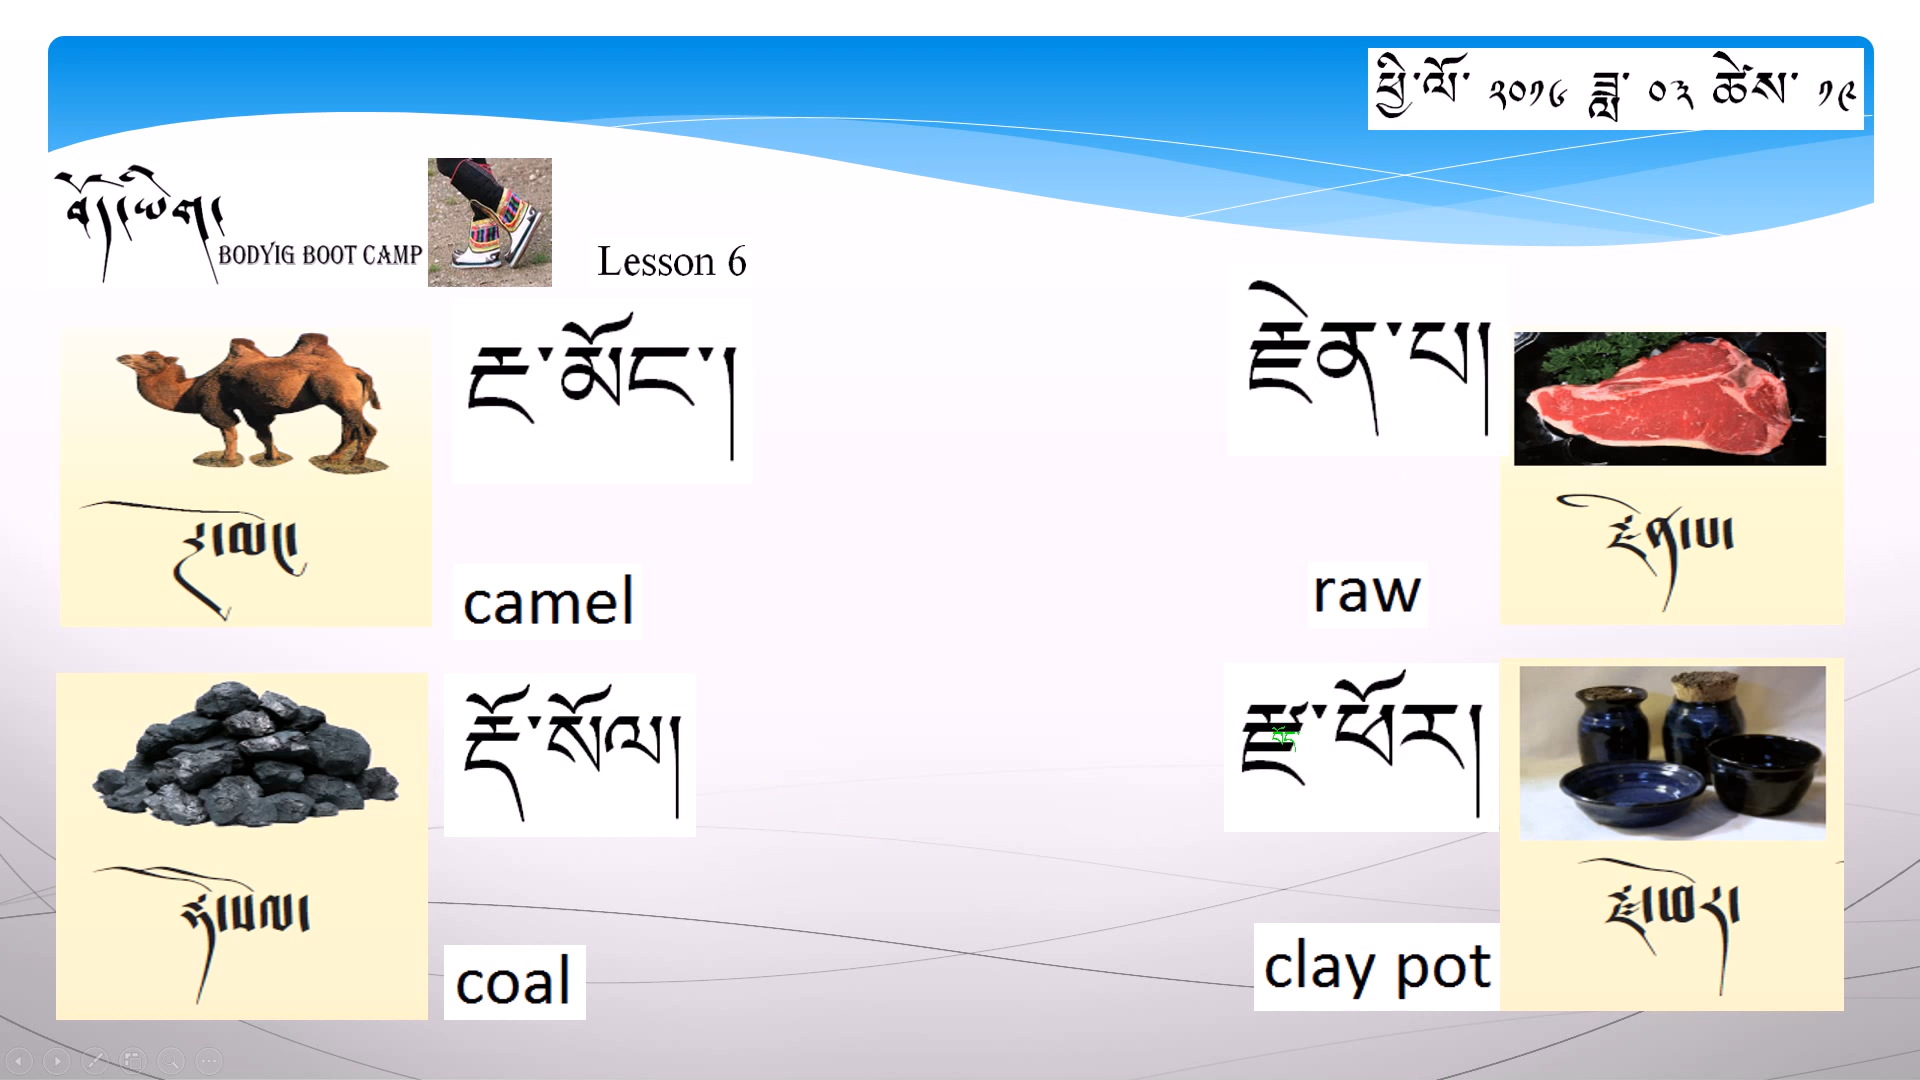 ཕྱི་ལོ་ ༢༠༡༦ ཟླ་ ༠༣ ཚེས་ ༡༩
བོད་ཡིག
BODYIG BOOT CAMP
Lesson 6
རྔ་མོང་།
རྔ་མོང་
camel
རྗེན་པ།
རྗེན་པ།
raw
རྡོ་སོལ།
རྡོ་སོལ།
coal
རྫ་ཕོར།
རྫ་ཕོར།
clay pot